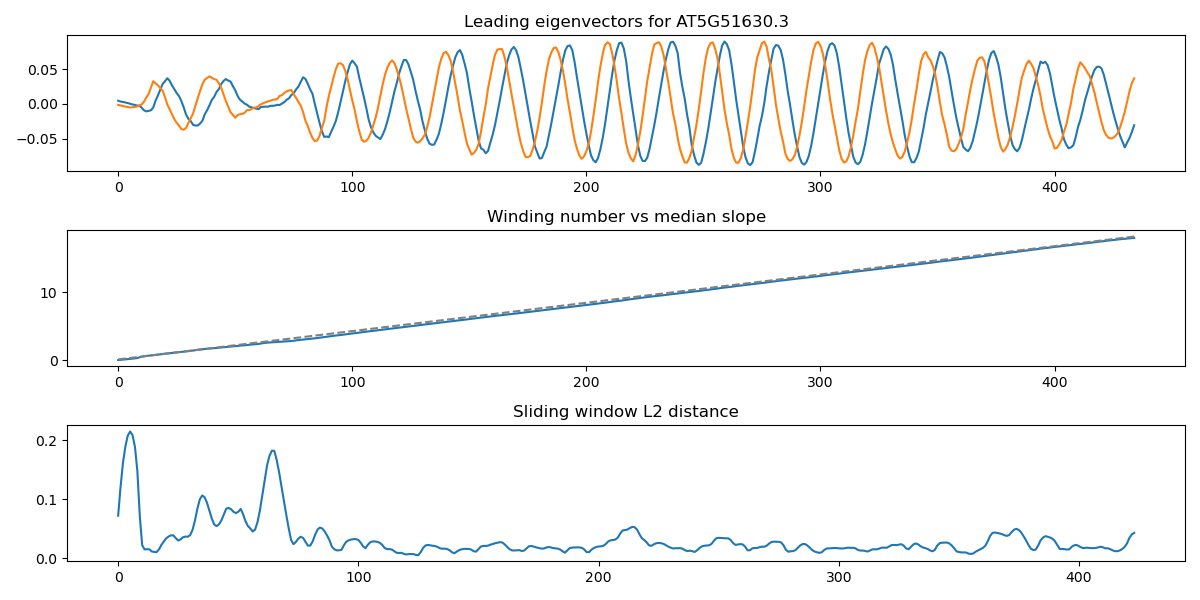 Leading eigenvectors for AT5G51630.3
0.05
0.00
−0.05
0 100 200 300 400
Winding number vs median slope
10
0
0 100 200 300 400
Sliding window L2 distance
0.2
0.1
0.0
0 100 200 300 400